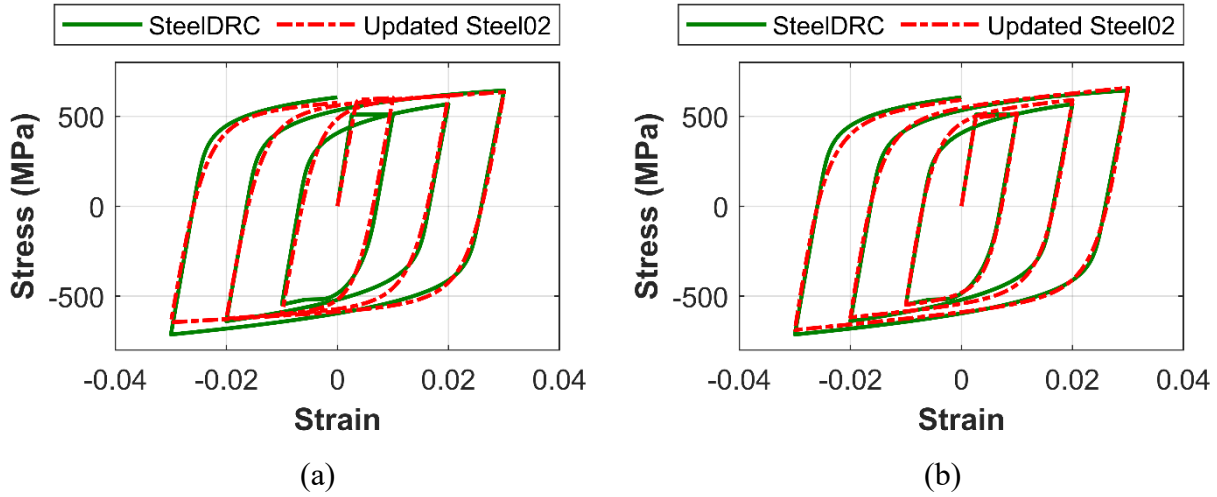 SteelDRC Updated Steel02
500
0
-500
-0.04 -0.02 0 0.02 0.04
Stress (MPa)
Strain
(a)
SteelDRC Updated Steel02
500
0
-500
-0.04 -0.02 0 0.02 0.04
Stress (MPa)
Strain
(b)